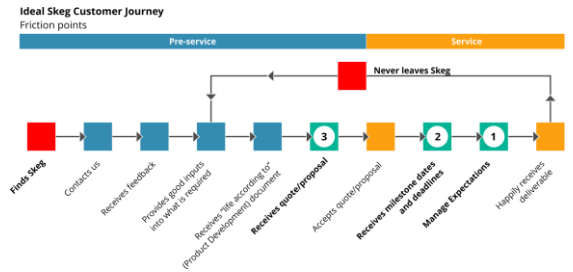 Ideal Skeg Customer Journey
Friction points
Pre-service
Service
Never leaves Skeg
3
2
1
Finds Skeg
Contacts us
Receives feedback
Provides good inputs
into what is required
Receives "life according to"
(Product Development) document
Receives quote/proposal
Accepts quote/proposal
Receives milestone dates
and deadlines
Manage Expectations
Happily receives
deliverable